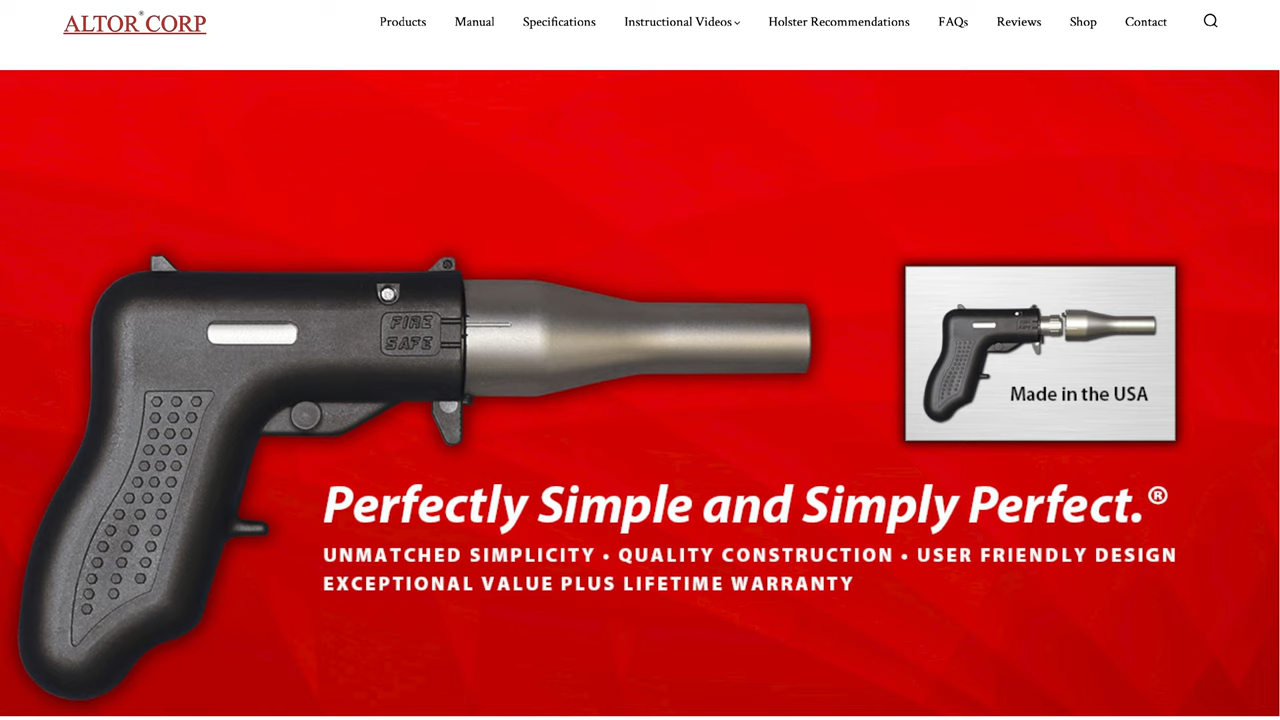 ALTOR® CORP
Products Manual Specifications Instructional Videos Holster Recommendations FAQs Reviews Shop Contact
FIRE
SAFE
Made in the USA
Perfectly Simple and Simply Perfect.®
UNMATCHED SIMPLICITY • QUALITY CONSTRUCTION • USER FRIENDLY DESIGN
EXCEPTIONAL VALUE PLUS LIFETIME WARRANTY